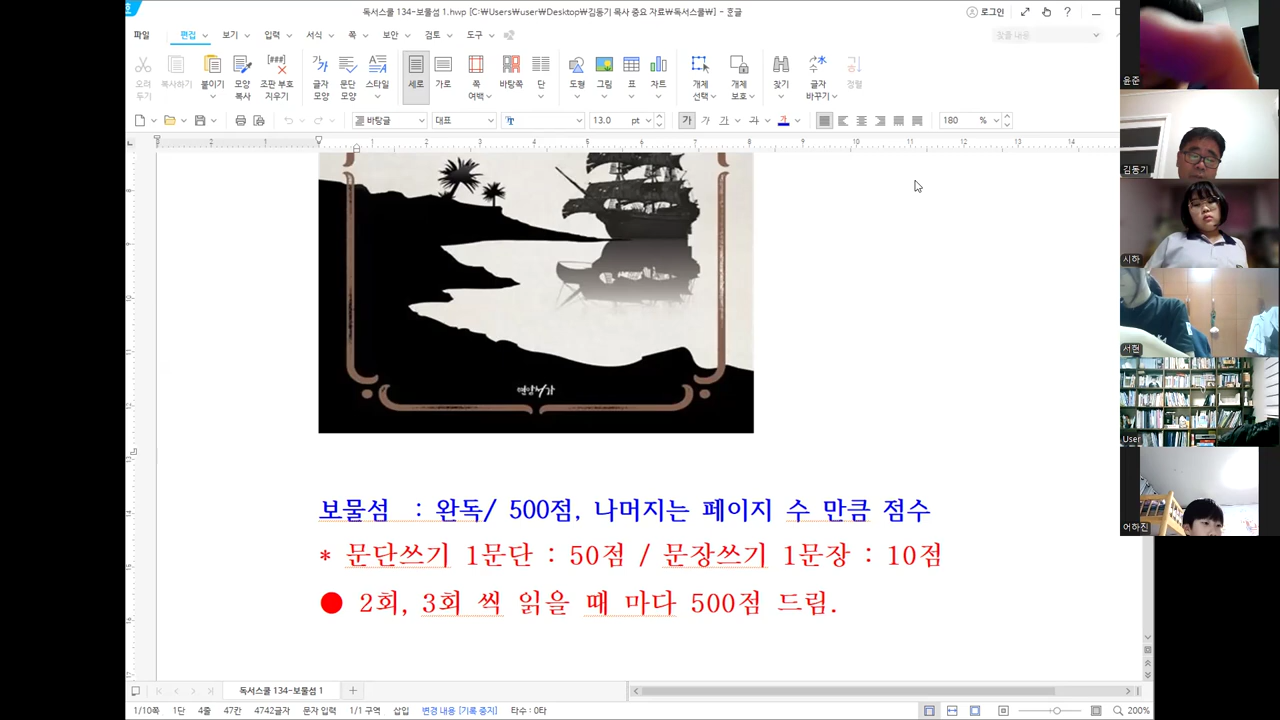 독서스쿨 134-보물섬 1.hwp [C:₩Users₩user₩Desktop₩김동기 목사 중요 자료₩독서스쿨₩] - 한글
로그인
파일 편집 보기 입력 서식 쪽 보안 검토 도구
찾을 내용
오려 두기
복사하기
붙이기
모양 복사
조판 부호 지우기
글자 모양
문단 모양
스타일
세로
가로
쪽 여백
바탕쪽
단
도형
그림
표
차트
개체 선택
개체 보호
찾기
글자 바꾸기
정렬
바탕글 대표 13.0 pt 가 가 가 가 가 180 %
보물섬 : 완독/ 500점, 나머지는 페이지 수 만큼 점수
* 문단쓰기 1문단 : 50점 / 문장쓰기 1문장 : 10점
● 2회, 3회 씩 읽을 때 마다 500점 드림.
독서스쿨 134-보물섬 1
1/10쪽 1단 4줄 47칸 4742글자 문자 입력 1/1 구역 삽입 변경 내용 [기록 중지] 타수 : 0타 200%
윤준
김동기
시하
서현
User
어하진